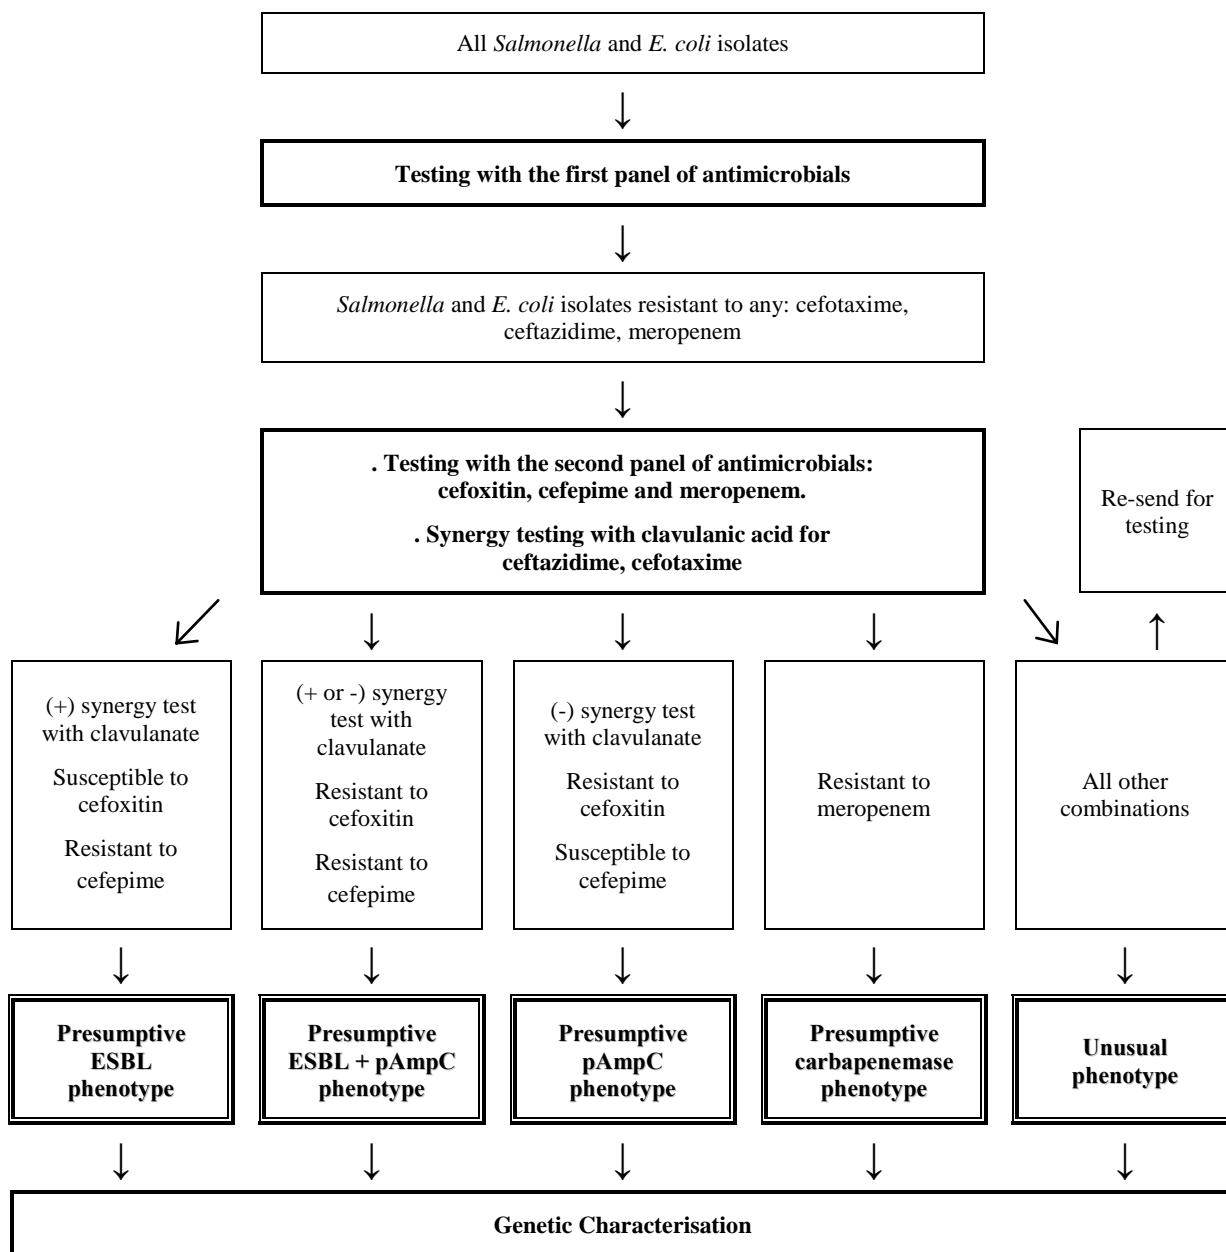 All Salmonella and E. coli isolates
↓
Testing with the first panel of antimicrobials
↓
Salmonella and E. coli isolates resistant to any: cefotaxime,
ceftazidime, meropenem
↓
. Testing with the second panel of antimicrobials:
cefoxitin, cefepime and meropenem.
. Synergy testing with clavulanic acid for
ceftazidime, cefotaxime
Re-send for
testing
↓ ↓ ↓ ↑
(+) synergy test
with clavulanate
Susceptible to
cefoxitin
Resistant to
cefepime
(+ or -) synergy
test with
clavulanate
Resistant to
cefoxitin
Resistant to
cefepime
(-) synergy test
with clavulanate
Resistant to
cefoxitin
Susceptible to
cefepime
Resistant to
meropenem
All other
combinations
↓ ↓ ↓ ↓ ↓
Presumptive
ESBL
phenotype
Presumptive
ESBL + pAmpC
phenotype
Presumptive
pAmpC
phenotype
Presumptive
carbapenemase
phenotype
Unusual
phenotype
↓ ↓ ↓ ↓ ↓
Genetic Characterisation